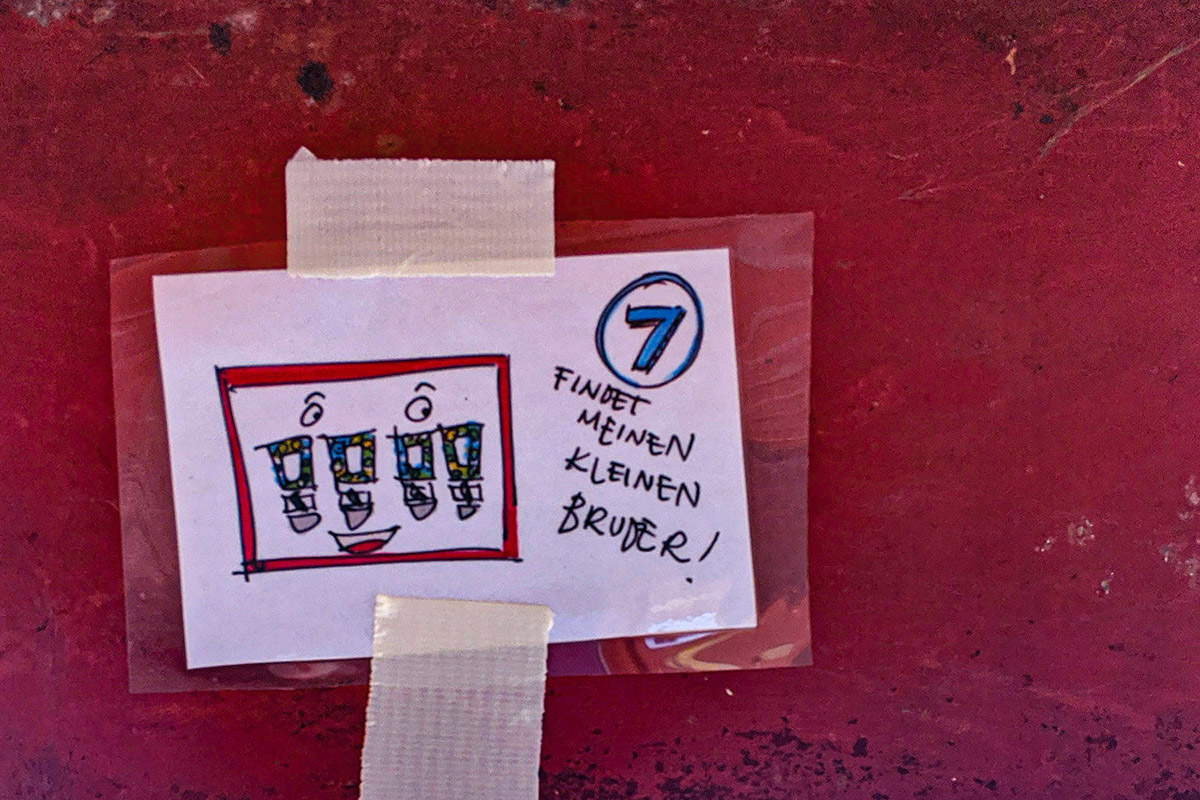 7
FINDET
MEINEN
KLEINEN
BRUDER!